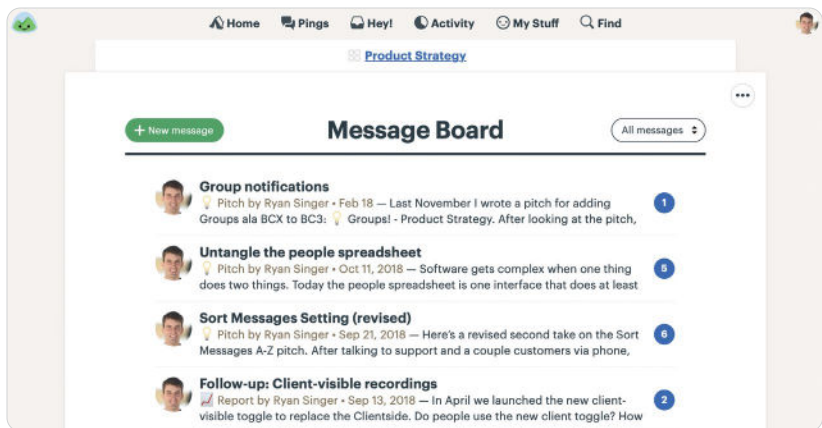 Home Pings Hey! Activity My Stuff Find
Product Strategy
+ New message
Message Board
All messages
Group notifications
Pitch by Ryan Singer • Feb 18 — Last November I wrote a pitch for adding
Groups ala BCX to BC3: 💡 Groups! - Product Strategy. After looking at the pitch,
1
Untangle the people spreadsheet
Pitch by Ryan Singer • Oct 11, 2018 — Software gets complex when one thing
does two things. Today the people spreadsheet is one interface that does at least
5
Sort Messages Setting (revised)
Pitch by Ryan Singer • Sep 21, 2018 — Here's a revised second take on the Sort
Messages A-Z pitch. After talking to support and a couple customers via phone,
6
Follow-up: Client-visible recordings
Report by Ryan Singer • Sep 13, 2018 — In April we launched the new client-
visible toggle to replace the Clientside. Do people use the new client toggle? How
2